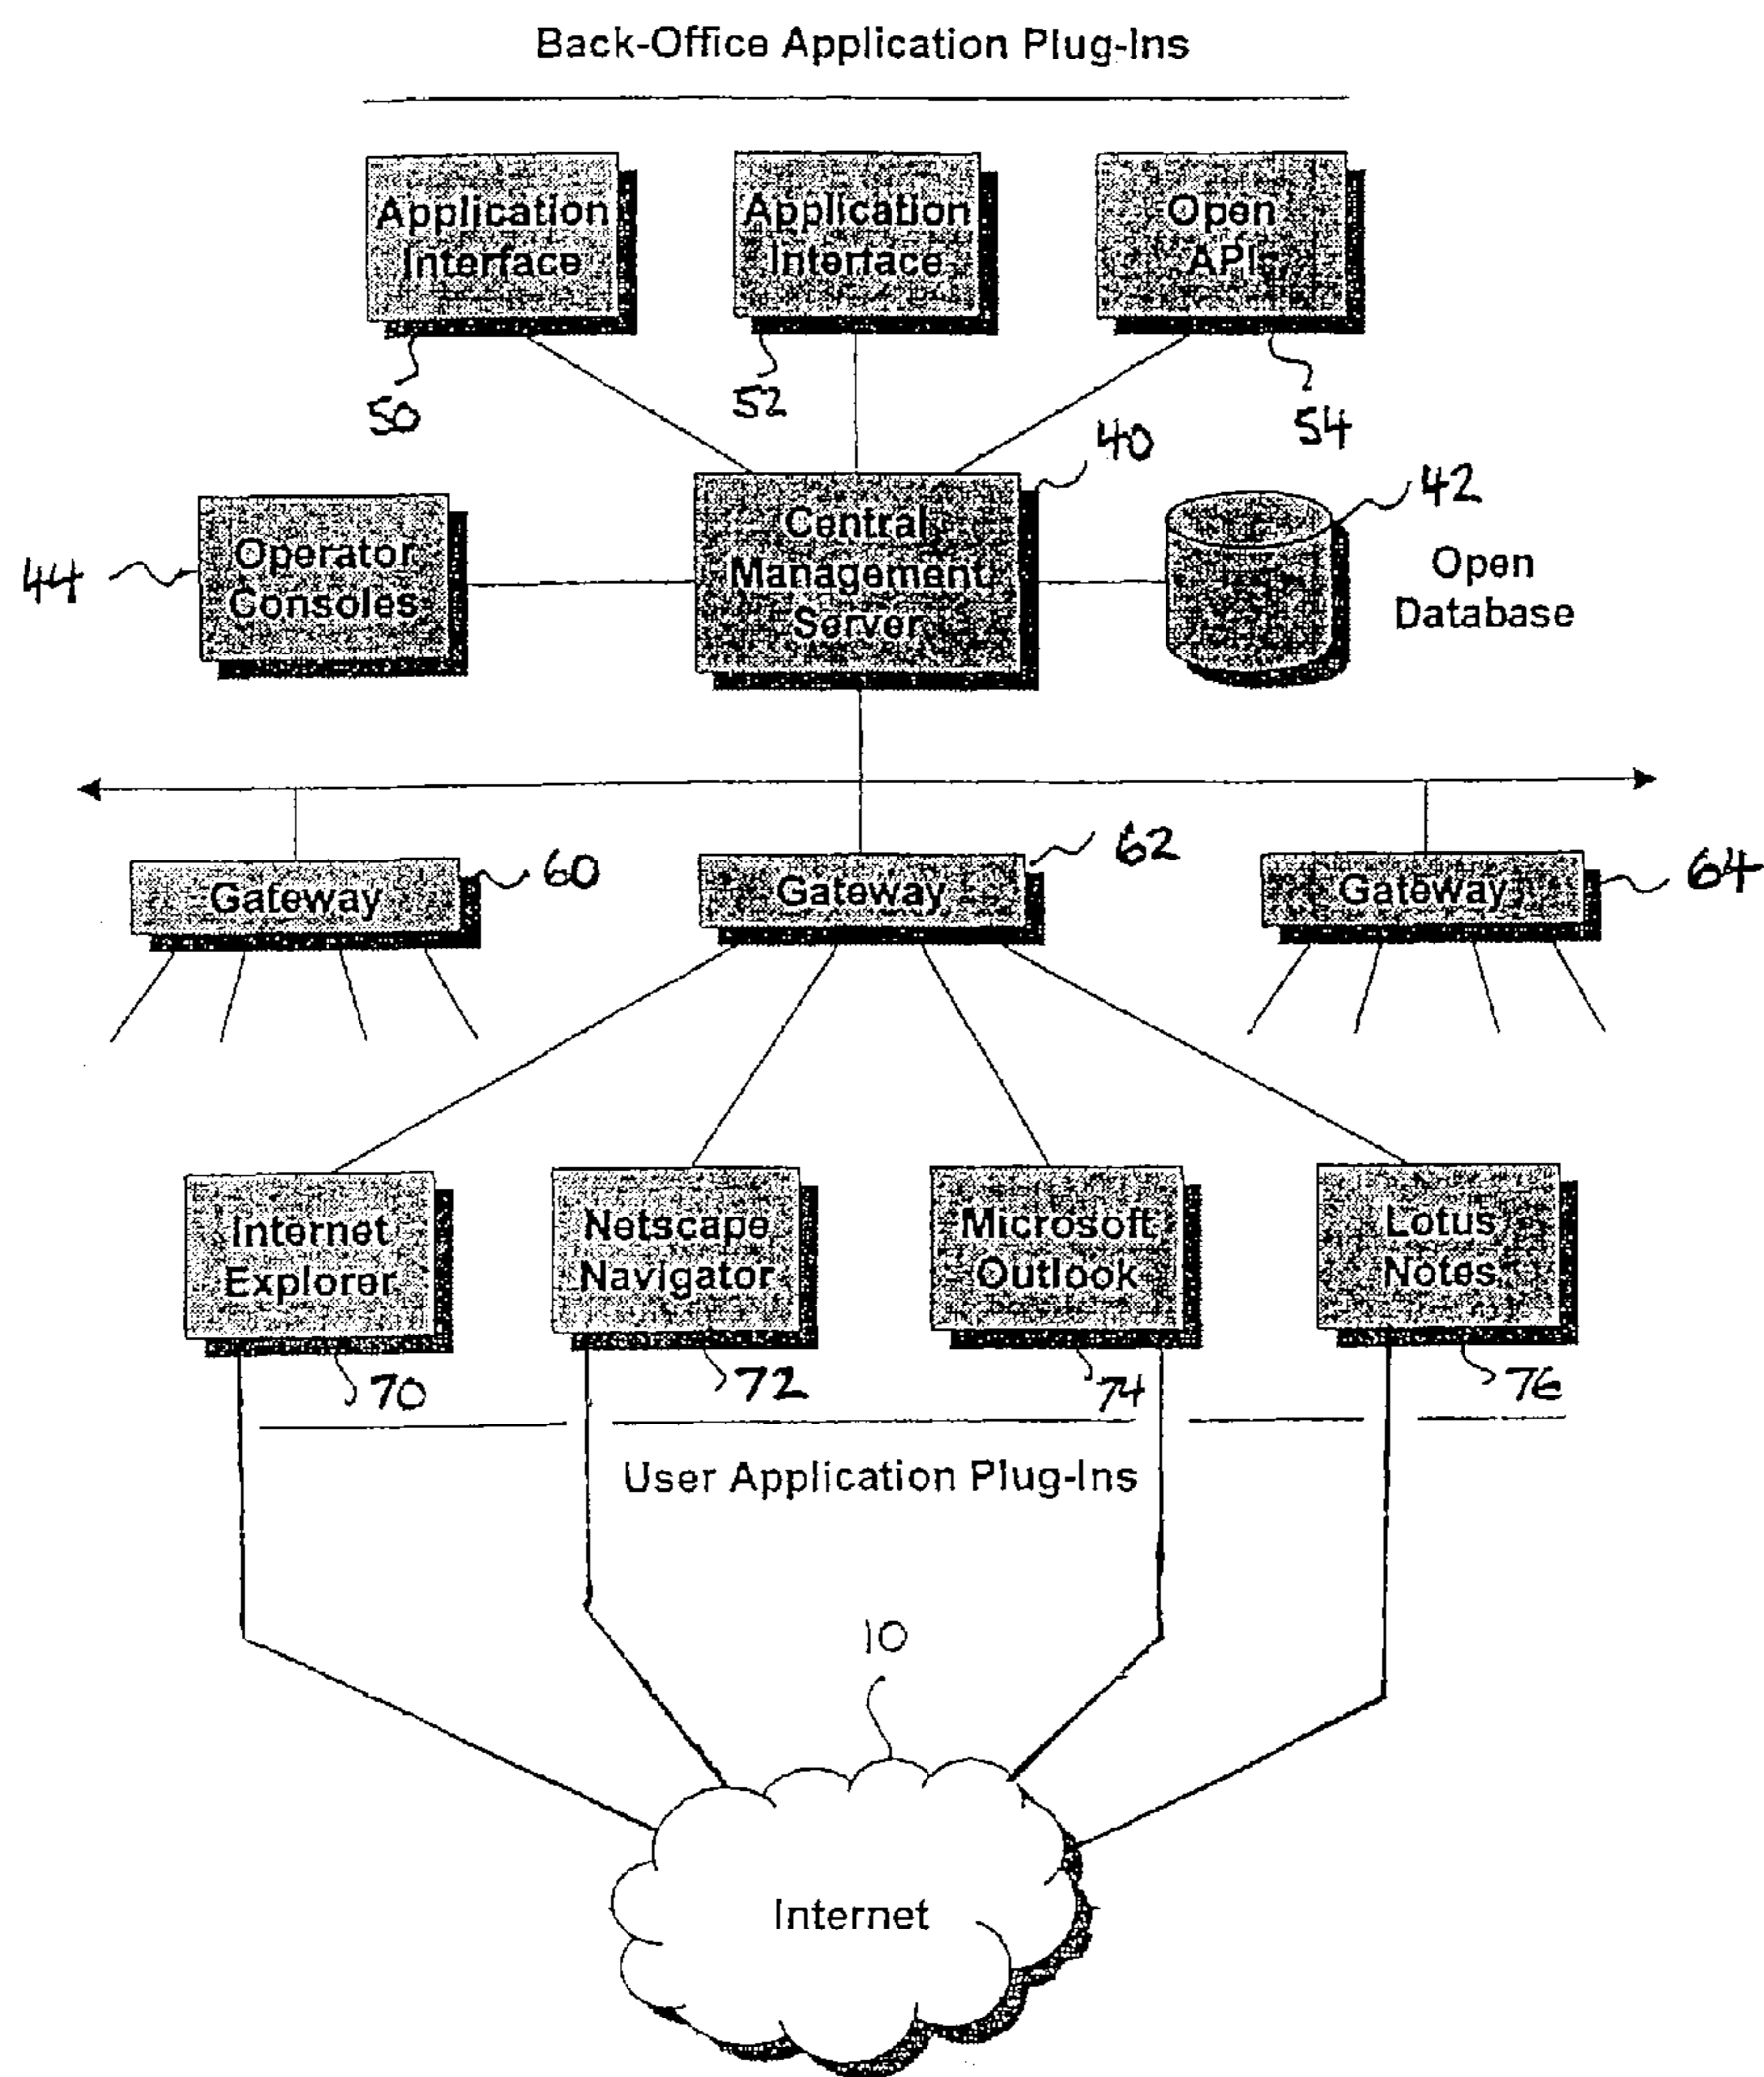 Back-Office Application Plug-Ins
Application
Interface
Application
Interface
Open
API
50
52
54
40
42
44
Operator
Consoles
Central
Management
Server
Open
Database
60
62
64
Gateway
Gateway
Gateway
Internet
Explorer
Netscape
Navigator
Microsoft
Outlook
Lotus
Notes
70
72
74
76
User Application Plug-Ins
10
Internet